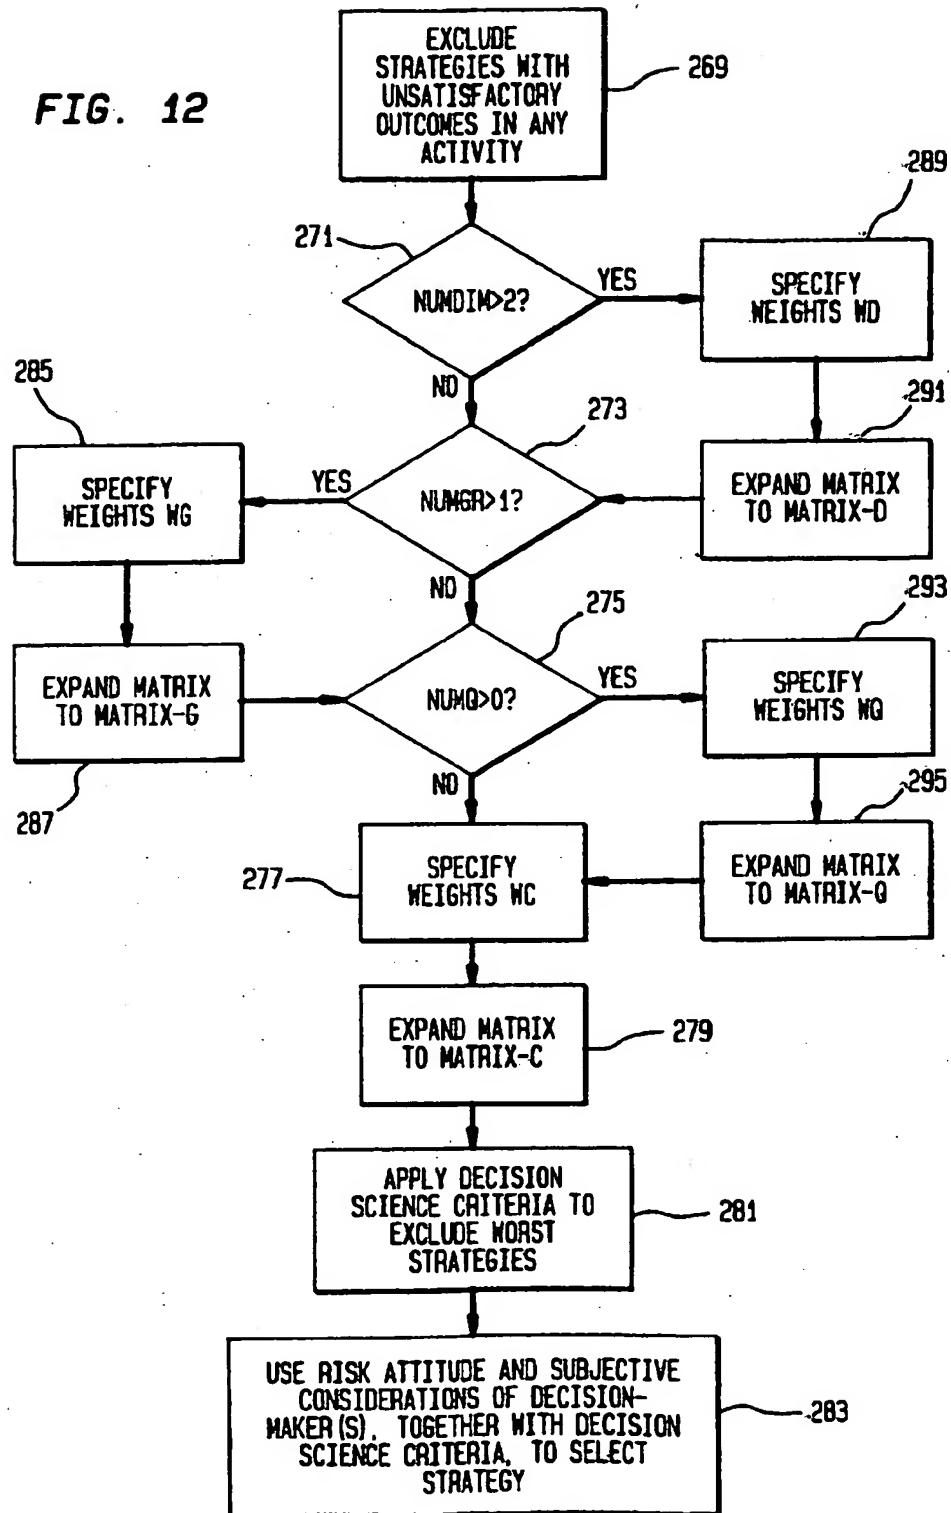 FIG. 12
EXCLUDE
STRATEGIES WITH
UNSATISFACTORY
OUTCOMES IN ANY
ACTIVITY
269
271
NUMDIM>2?
YES
NO
289
SPECIFY
WEIGHTS WD
291
EXPAND MATRIX
TO MATRIX-D
273
NUMGR>1?
YES
NO
285
SPECIFY
WEIGHTS WG
EXPAND MATRIX
TO MATRIX-G
287
275
NUMQ>0?
YES
NO
293
SPECIFY
WEIGHTS WQ
295
EXPAND MATRIX
TO MATRIX-Q
277
SPECIFY
WEIGHTS WC
EXPAND MATRIX
TO MATRIX-C
279
APPLY DECISION
SCIENCE CRITERIA TO
EXCLUDE WORST
STRATEGIES
281
USE RISK ATTITUDE AND SUBJECTIVE
CONSIDERATIONS OF DECISION-
MAKER(S), TOGETHER WITH DECISION
SCIENCE CRITERIA, TO SELECT
STRATEGY
283